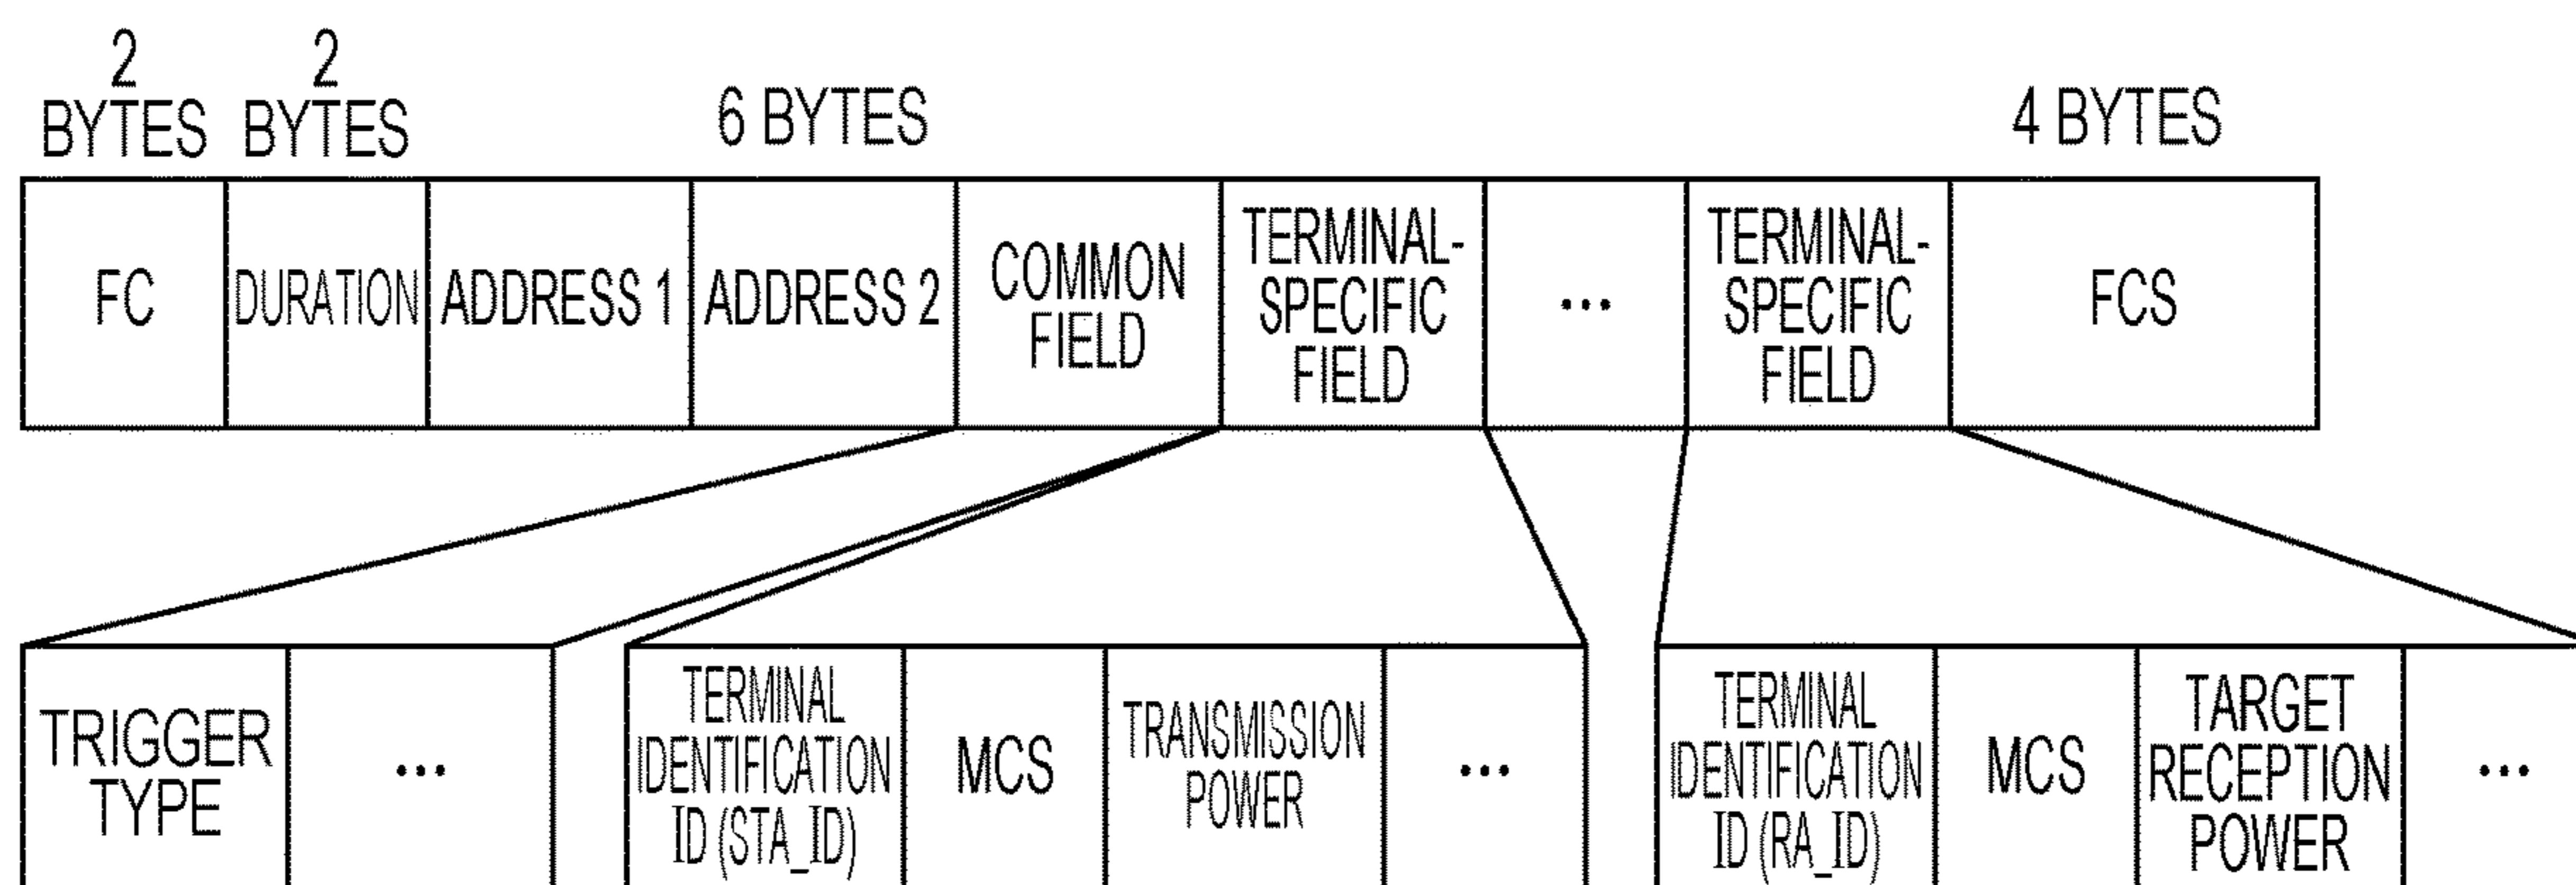 2
BYTES
2
BYTES
6 BYTES
4 BYTES
FC
DURATION
ADDRESS 1
ADDRESS 2
COMMON
FIELD
TERMINAL-
SPECIFIC
FIELD
...
TERMINAL-
SPECIFIC
FIELD
FCS
TRIGGER
TYPE
...
TERMINAL
IDENTIFICATION
ID (STA_ID)
MCS
TRANSMISSION
POWER
...
TERMINAL
IDENTIFICATION
ID (RA_ID)
MCS
TARGET
RECEPTION
POWER
...